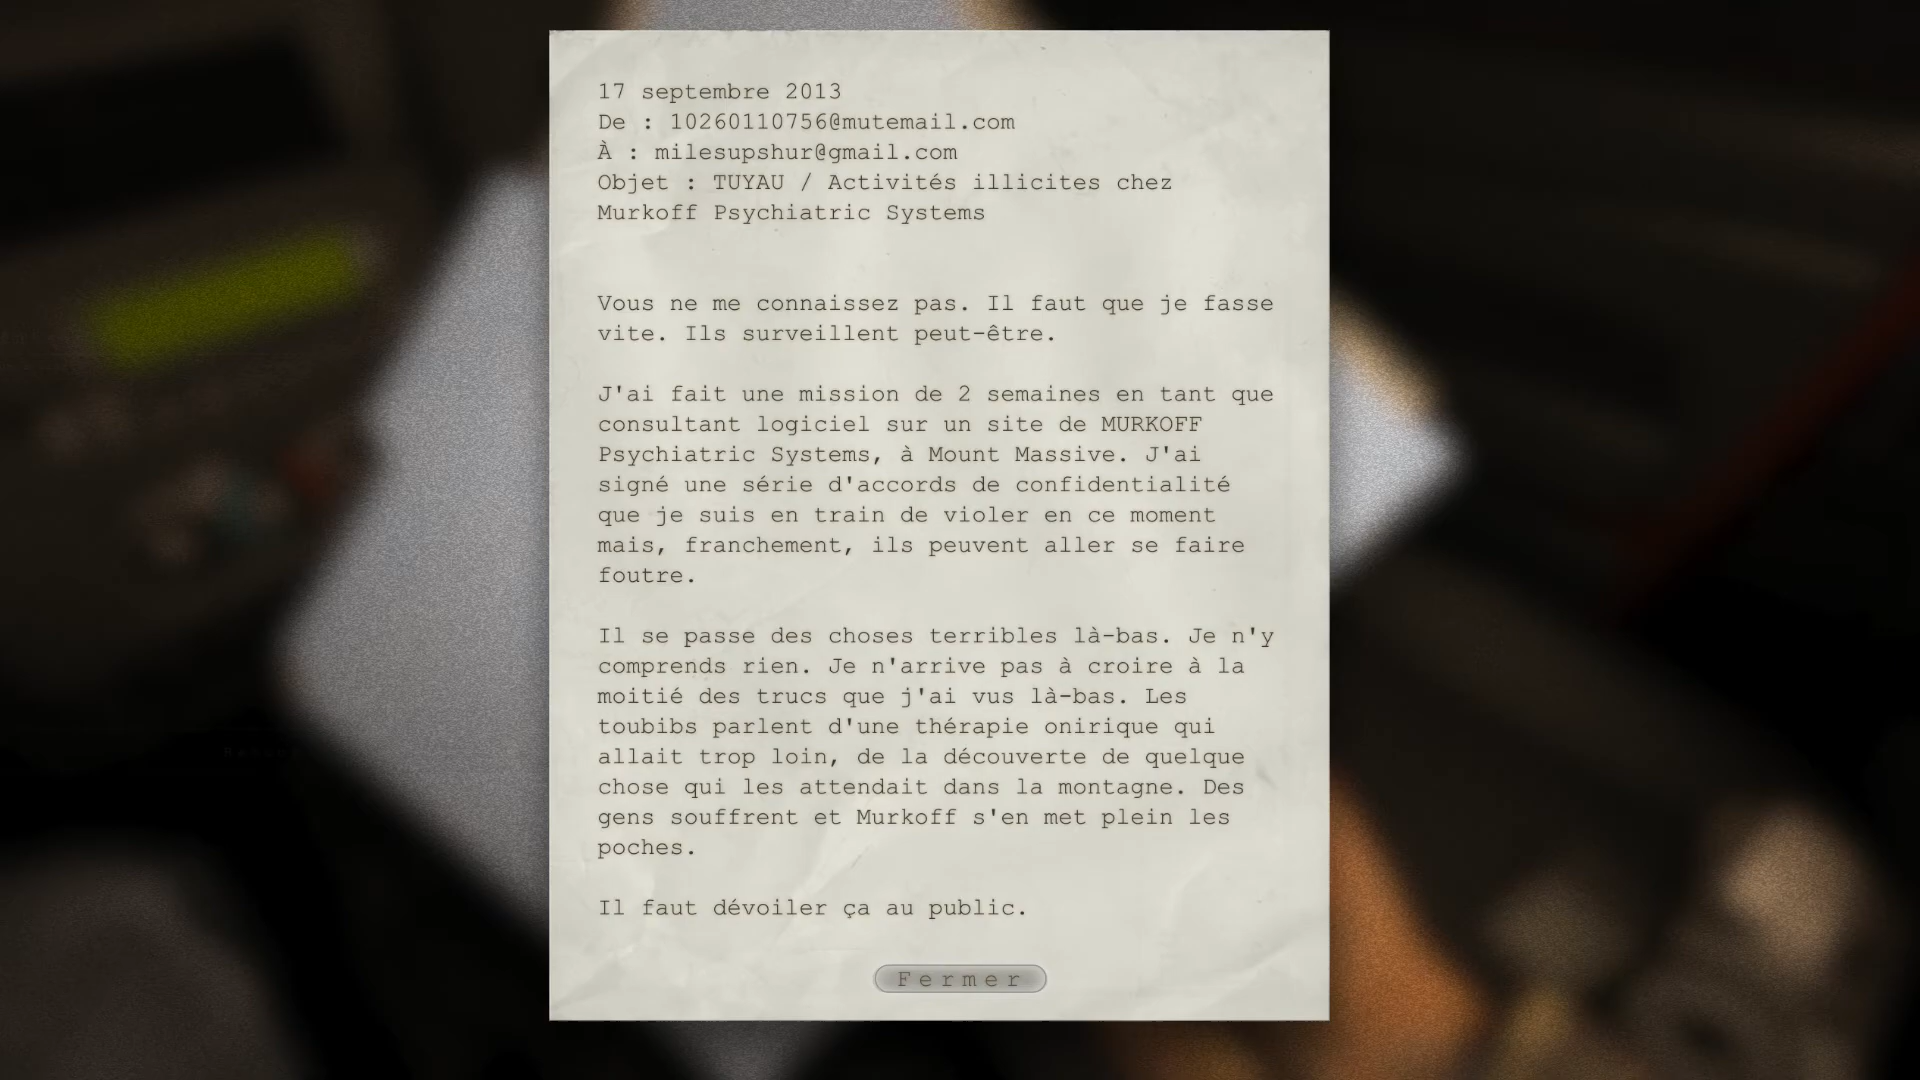 17 septembre 2013
De : 10260110756@mutemail.com
À : milesupshur@gmail.com
Objet : TUYAU / Activités illicites chez
Murkoff Psychiatric Systems
Vous ne me connaissez pas. Il faut que je fasse
vite. Ils surveillent peut-être.
J'ai fait une mission de 2 semaines en tant que
consultant logiciel sur un site de MURKOFF
Psychiatric Systems, à Mount Massive. J'ai
signé une série d'accords de confidentialité
que je suis en train de violer en ce moment
mais, franchement, ils peuvent aller se faire
foutre.
Il se passe des choses terribles là-bas. Je n'y
comprends rien. Je n'arrive pas à croire à la
moitié des trucs que j'ai vus là-bas. Les
toubibs parlent d'une thérapie onirique qui
allait trop loin, de la découverte de quelque
chose qui les attendait dans la montagne. Des
gens souffrent et Murkoff s'en met plein les
poches.
Il faut dévoiler ça au public.
Fermer